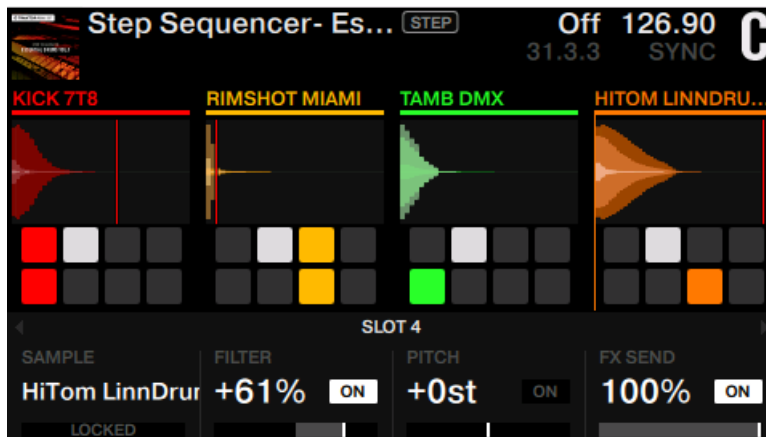 Step Sequencer- Es... STEP Off 126.90 C
31.3.3 SYNC
KICK 7T8 RIMSHOT MIAMI TAMB DMX HITOM LINNDRU...
SLOT 4
SAMPLE FILTER PITCH FX SEND
HiTom LinnDrur +61% ON +0st ON 100% ON
LOCKED